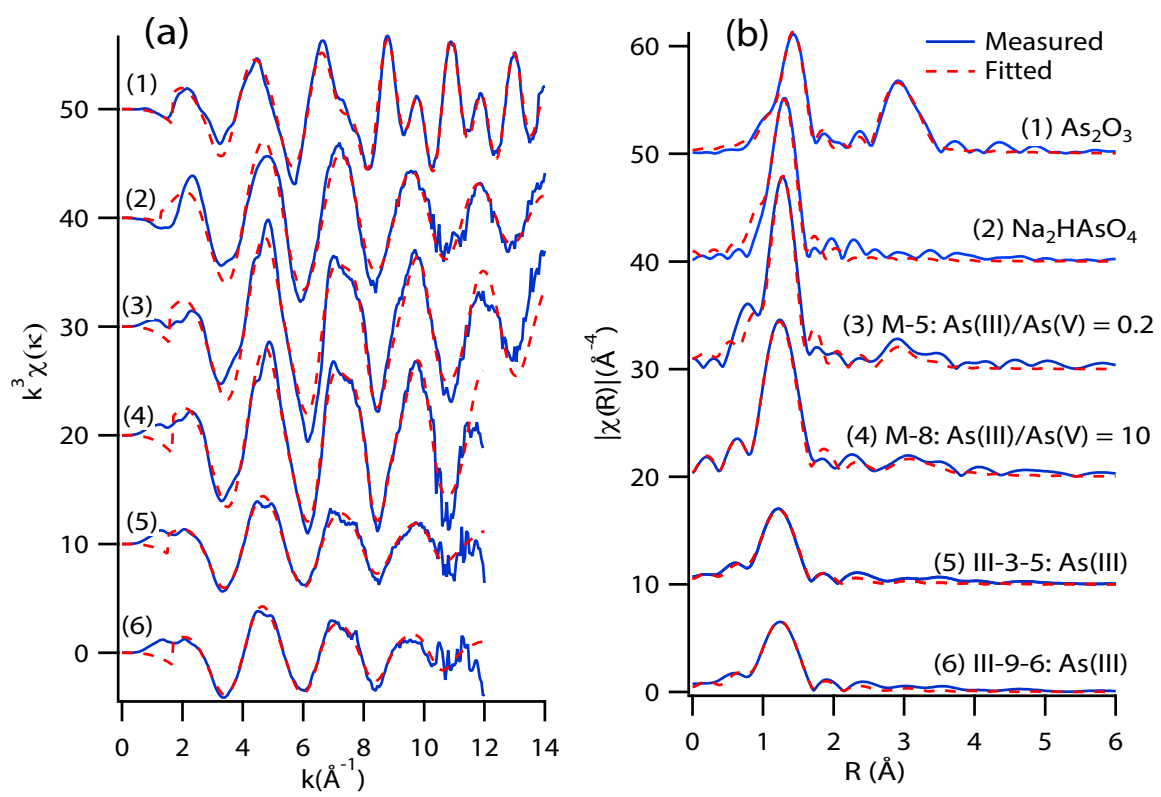 (a)
(1)
(2)
(3)
(4)
(5)
(6)
50
40
30
20
10
0
k³ χ(κ)
0 2 4 6 8 10 12 14
k(Å⁻¹)
(b)
Measured
Fitted
(1) As₂O₃
(2) Na₂HAsO₄
(3) M-5: As(III)/As(V) = 0.2
(4) M-8: As(III)/As(V) = 10
(5) III-3-5: As(III)
(6) III-9-6: As(III)
60
50
40
30
20
10
0
|χ(R)|(Å⁻⁴)
0 1 2 3 4 5 6
R (Å)